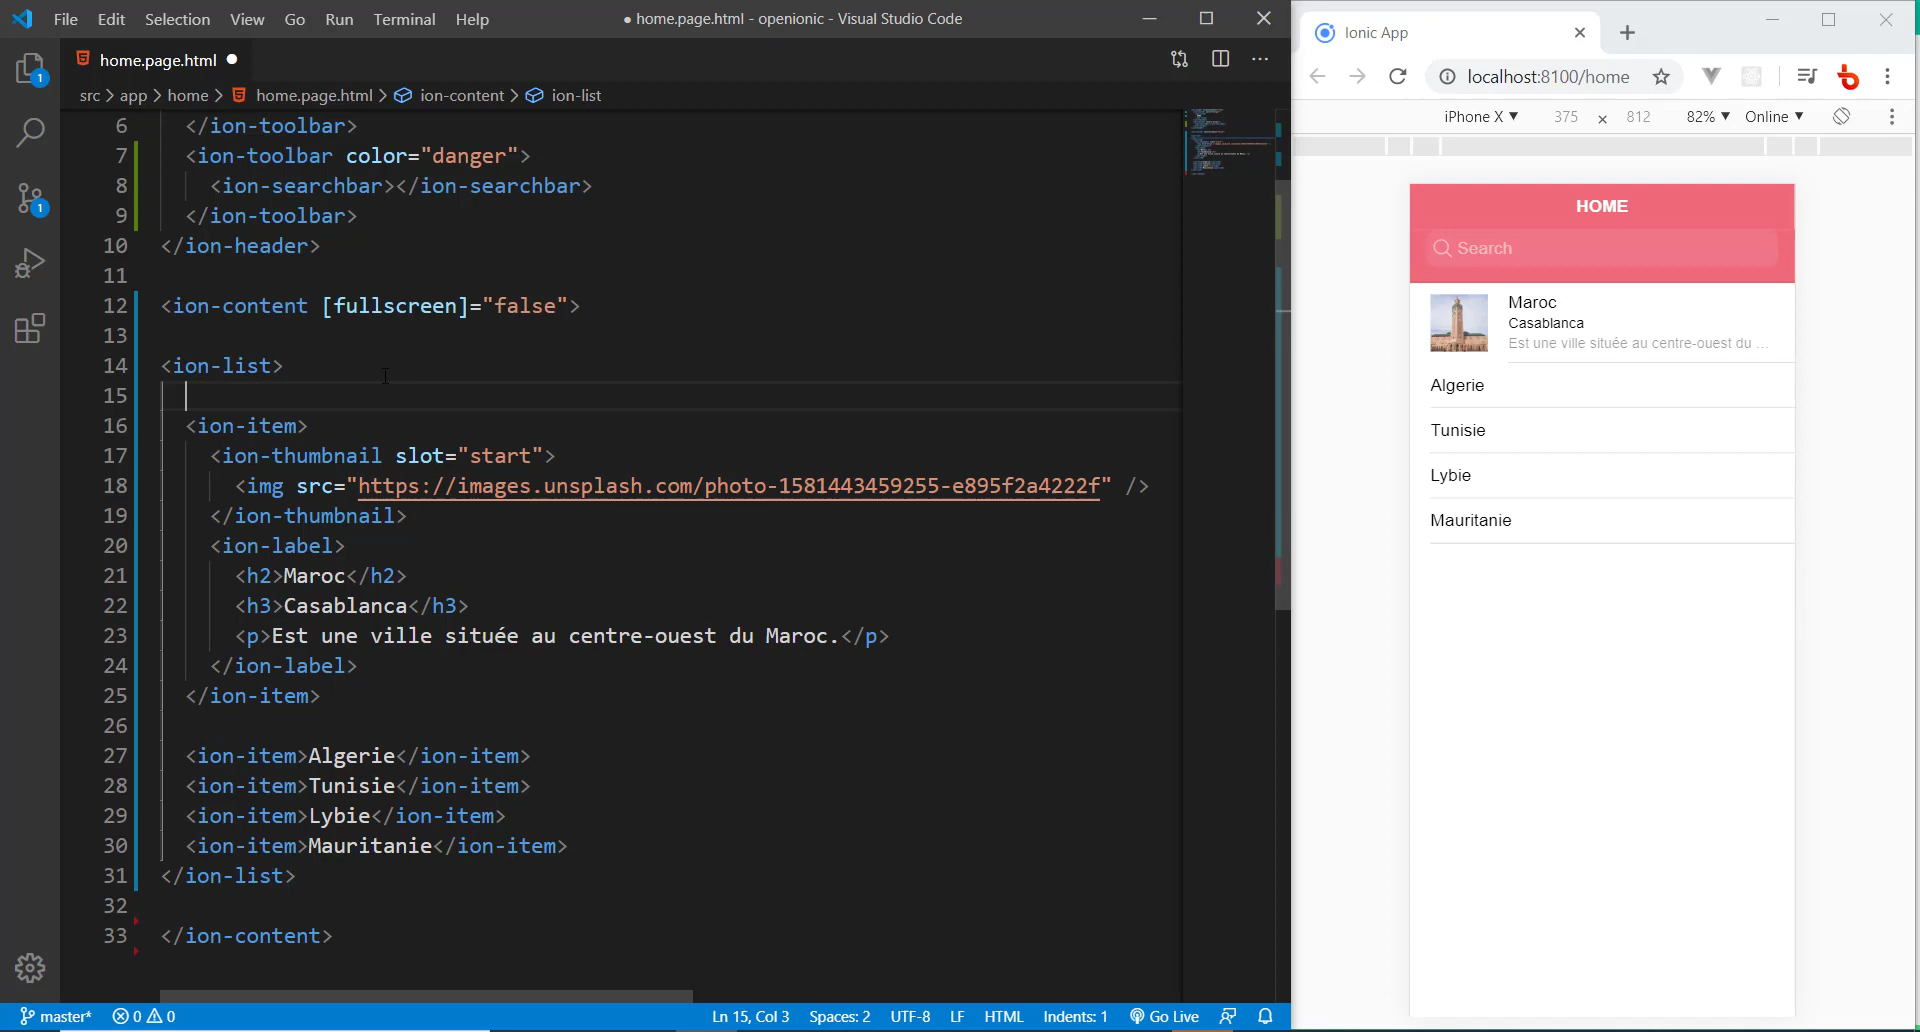 File Edit Selection View Go Run Terminal Help
● home.page.html - openionic - Visual Studio Code
home.page.html ●
src > app > home > home.page.html > ion-content > ion-list
6 </ion-toolbar>
7 <ion-toolbar color="danger">
8 <ion-searchbar></ion-searchbar>
9 </ion-toolbar>
10 </ion-header>
11
12 <ion-content [fullscreen]="false">
13
14 <ion-list>
15
16 <ion-item>
17 <ion-thumbnail slot="start">
18 <img src="https://images.unsplash.com/photo-1581443459255-e895f2a4222f" />
19 </ion-thumbnail>
20 <ion-label>
21 <h2>Maroc</h2>
22 <h3>Casablanca</h3>
23 <p>Est une ville située au centre-ouest du Maroc.</p>
24 </ion-label>
25 </ion-item>
26
27 <ion-item>Algerie</ion-item>
28 <ion-item>Tunisie</ion-item>
29 <ion-item>Lybie</ion-item>
30 <ion-item>Mauritanie</ion-item>
31 </ion-list>
32
33 </ion-content>
1
1
master* 0 0 Ln 15, Col 3 Spaces: 2 UTF-8 LF HTML Indents: 1 Go Live
Ionic App
localhost:8100/home
iPhone X ▼ 375 x 812 82% ▼ Online ▼
HOME
Search
Maroc
Casablanca
Est une ville située au centre-ouest du ...
Algerie
Tunisie
Lybie
Mauritanie